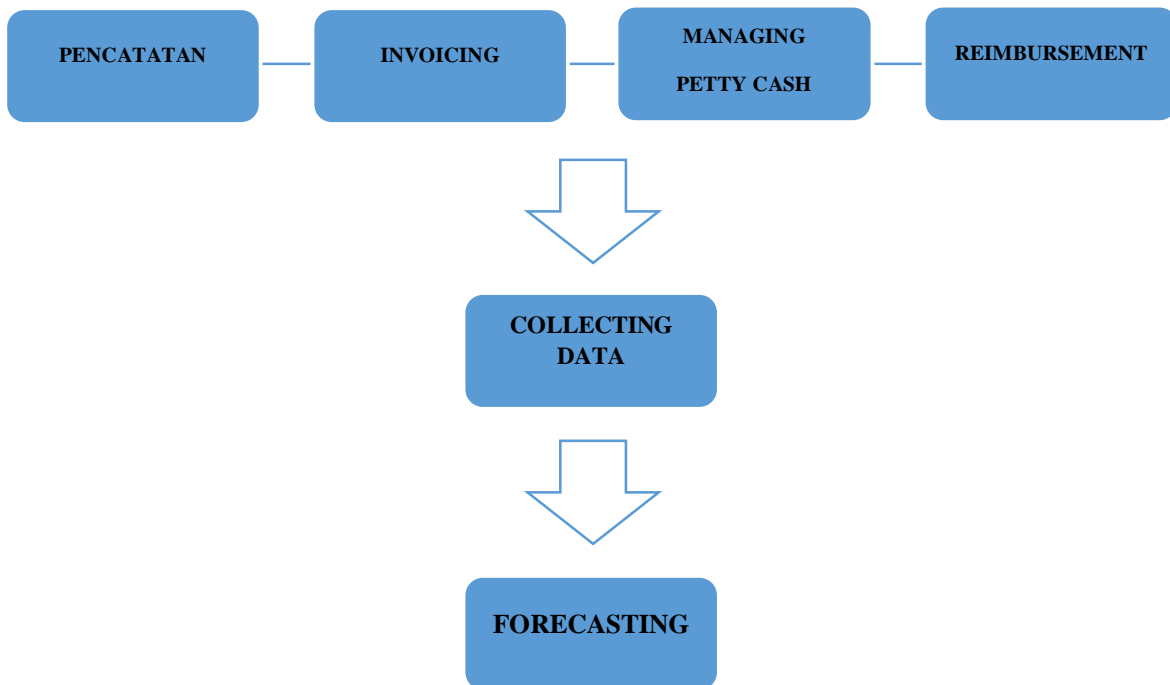 PENCATATAN
INVOICING
MANAGING
PETTY CASH
REIMBURSEMENT
COLLECTING
DATA
FORECASTING